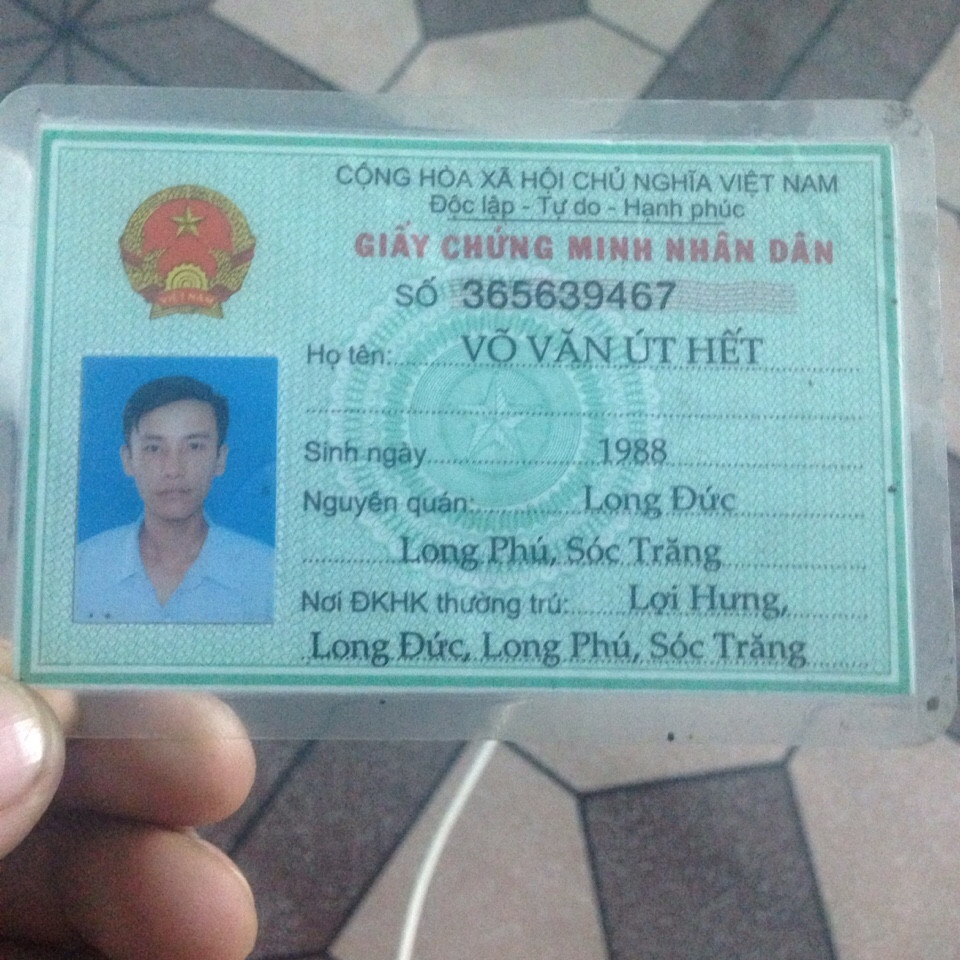 CỘNG HÒA XÃ HỘI CHỦ NGHĨA VIỆT NAM
Độc lập - Tự do - Hạnh phúc
GIẤY CHỨNG MINH NHÂN DÂN
SỐ 365639467
VIỆT NAM
Họ tên: VÕ VĂN ÚT HẾT
Sinh ngày 1988
Nguyên quán: Long Đức
Long Phú, Sóc Trăng
Nơi ĐKHK thường trú: Lợi Hưng,
Long Đức, Long Phú, Sóc Trăng